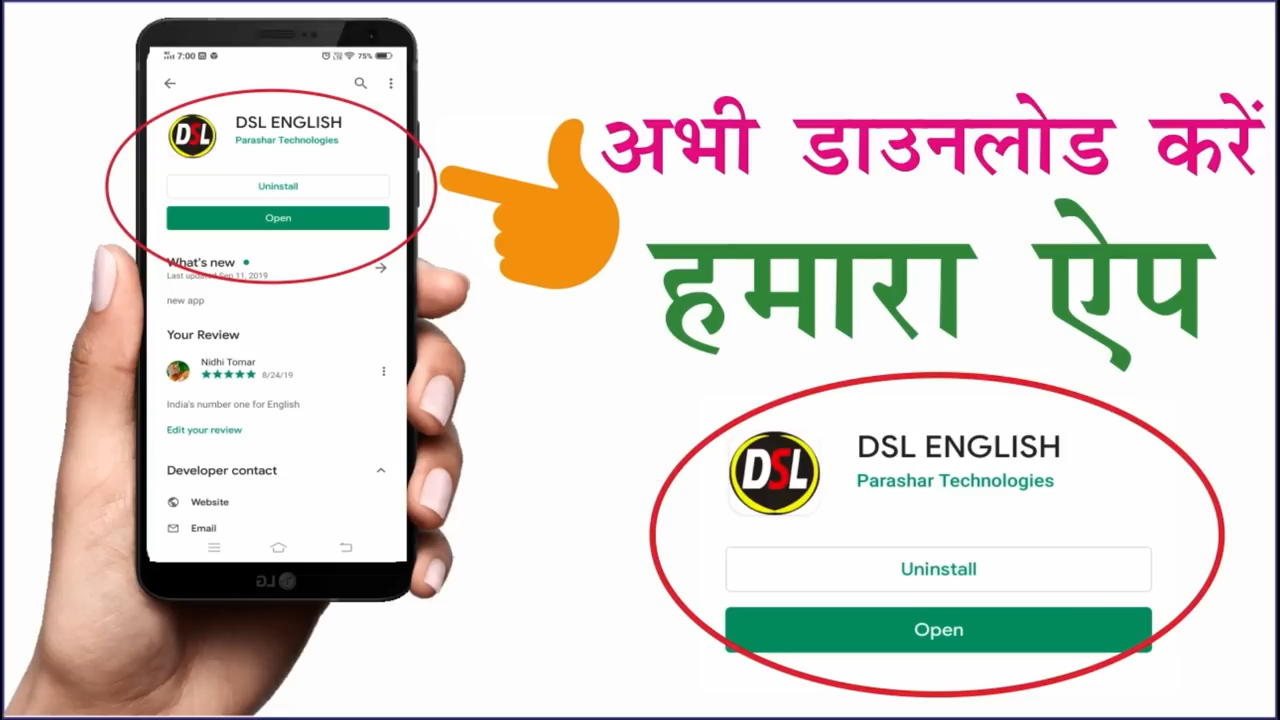 7:00
75%
DSL
DSL ENGLISH
Parashar Technologies
Uninstall
Open
What's new
Last updated Sep 11, 2019
new app
Your Review
Nidhi Tomar
8/24/19
India's number one for English
Edit your review
Developer contact
Website
Email
LG
अभी डाउनलोड करें
हमारा ऐप
DSL
DSL ENGLISH
Parashar Technologies
Uninstall
Open